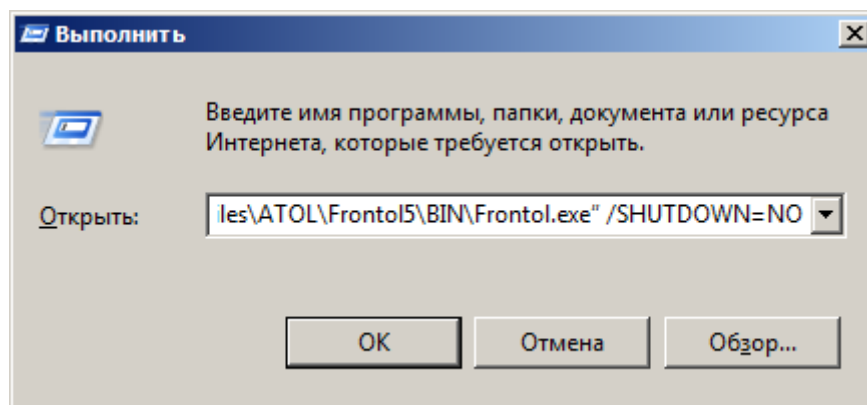 Выполнить
Введите имя программы, папки, документа или ресурса
Интернета, которые требуется открыть.
Открыть:
iles\ATOL\Frontol5\BIN\Frontol.exe" /SHUTDOWN=NO
OK
Отмена
Обзор...